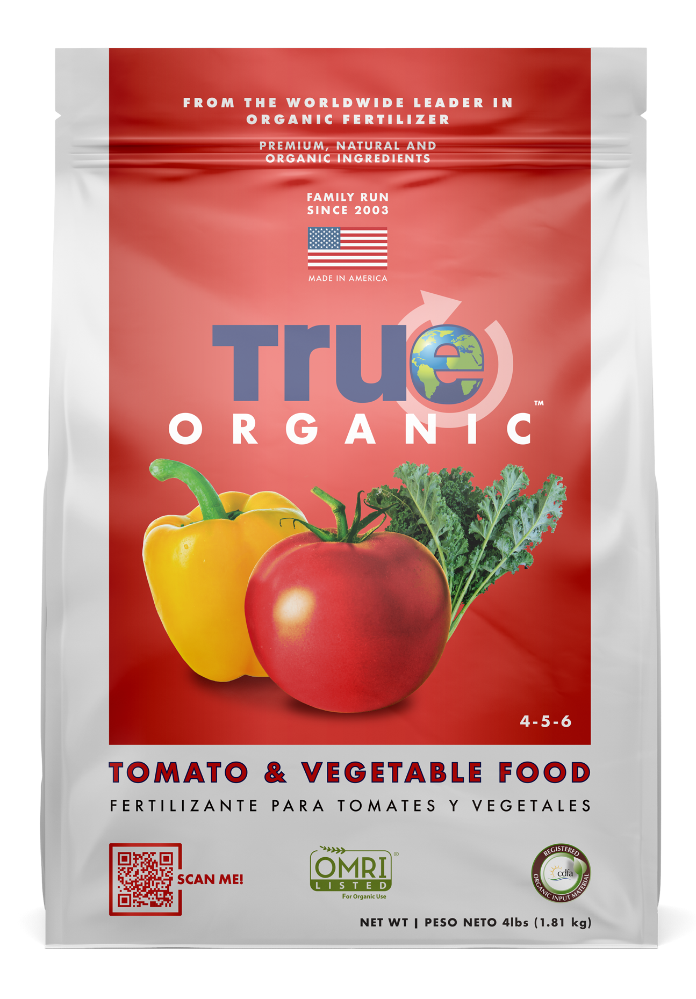 FROM THE WORLDWIDE LEADER IN
ORGANIC FERTILIZER
PREMIUM, NATURAL AND
ORGANIC INGREDIENTS
FAMILY RUN
SINCE 2003
MADE IN AMERICA
True
ORGANIC™
4-5-6
TOMATO & VEGETABLE FOOD
FERTILIZANTE PARA TOMATES Y VEGETALES
SCAN ME!
OMRI®
LISTED
For Organic Use
REGISTERED
cdfa
ORGANIC INPUT MATERIAL
NET WT | PESO NETO 4lbs (1.81 kg)